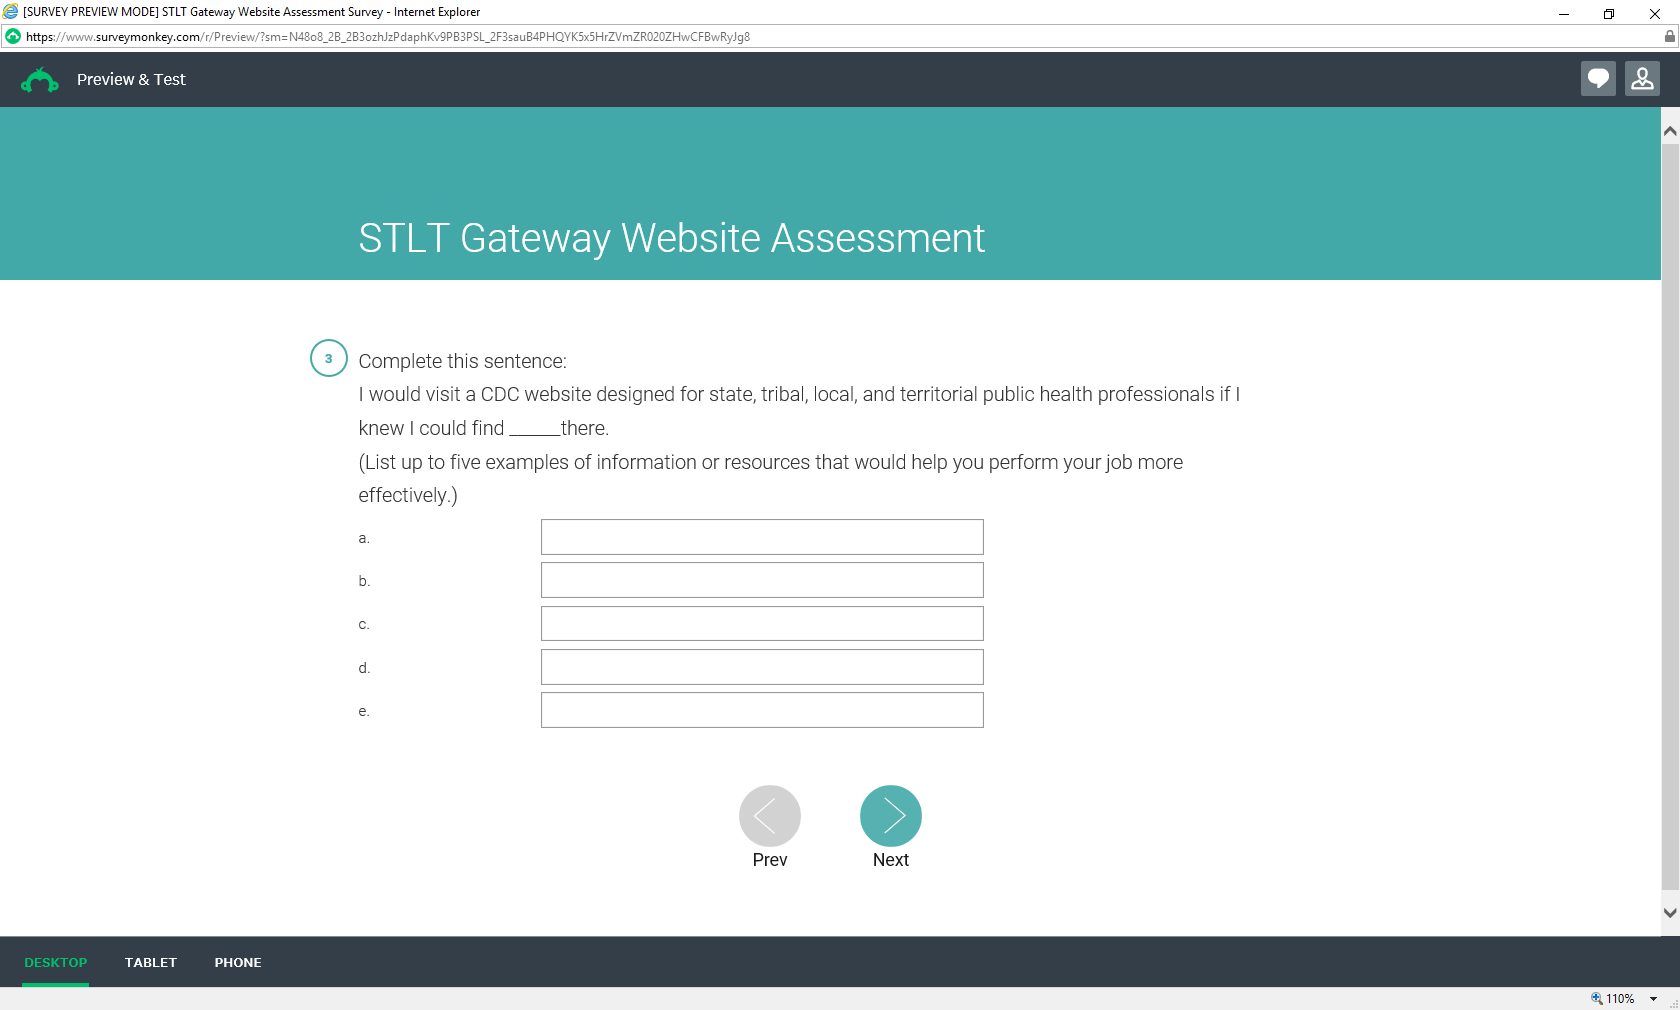 [SURVEY PREVIEW MODE] STLT Gateway Website Assessment Survey - Internet Explorer
https://www.surveymonkey.com/r/Preview/?sm=N48o8_2B_2B3ozhJzPdaphKv9PB3PSL_2F3sauB4PHQYK5x5HrZVmZR020ZHwCFBwRyJg8
Preview & Test
STLT Gateway Website Assessment
3
Complete this sentence:
I would visit a CDC website designed for state, tribal, local, and territorial public health professionals if I
knew I could find ______there.
(List up to five examples of information or resources that would help you perform your job more
effectively.)
a.
b.
c.
d.
e.
Prev Next
DESKTOP TABLET PHONE
110%